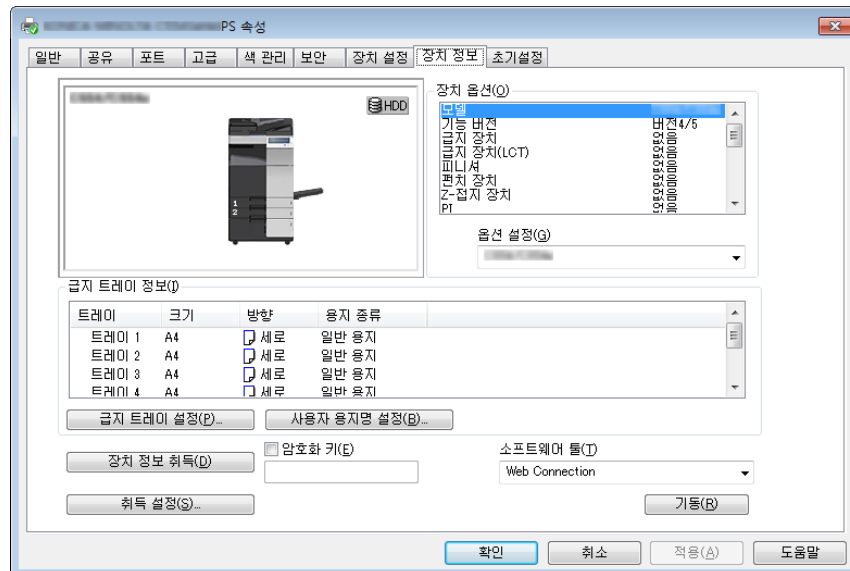 PS 속성
일반 공유 포트 고급 색 관리 보안 장치 설정 장치 정보 초기설정
HDD
1
2
장치 옵션(O)
모델
기능 버전 버전4/5
급지 장치 없음
급지 장치(LCT) 없음
피니셔 없음
펀치 장치 없음
Z-접지 장치 없음
PI 없음
옵션 설정(G)
급지 트레이 정보(I)
트레이 크기 방향 용지 종류
트레이 1 A4 세로 일반 용지
트레이 2 A4 세로 일반 용지
트레이 3 A4 세로 일반 용지
트레이 4 A4 세로 일반 용지
급지 트레이 설정(P)... 사용자 용지명 설정(B)...
장치 정보 취득(D) 암호화 키(E) 소프트웨어 툴(T)
Web Connection
취득 설정(S)... 기동(R)
확인 취소 적용(A) 도움말